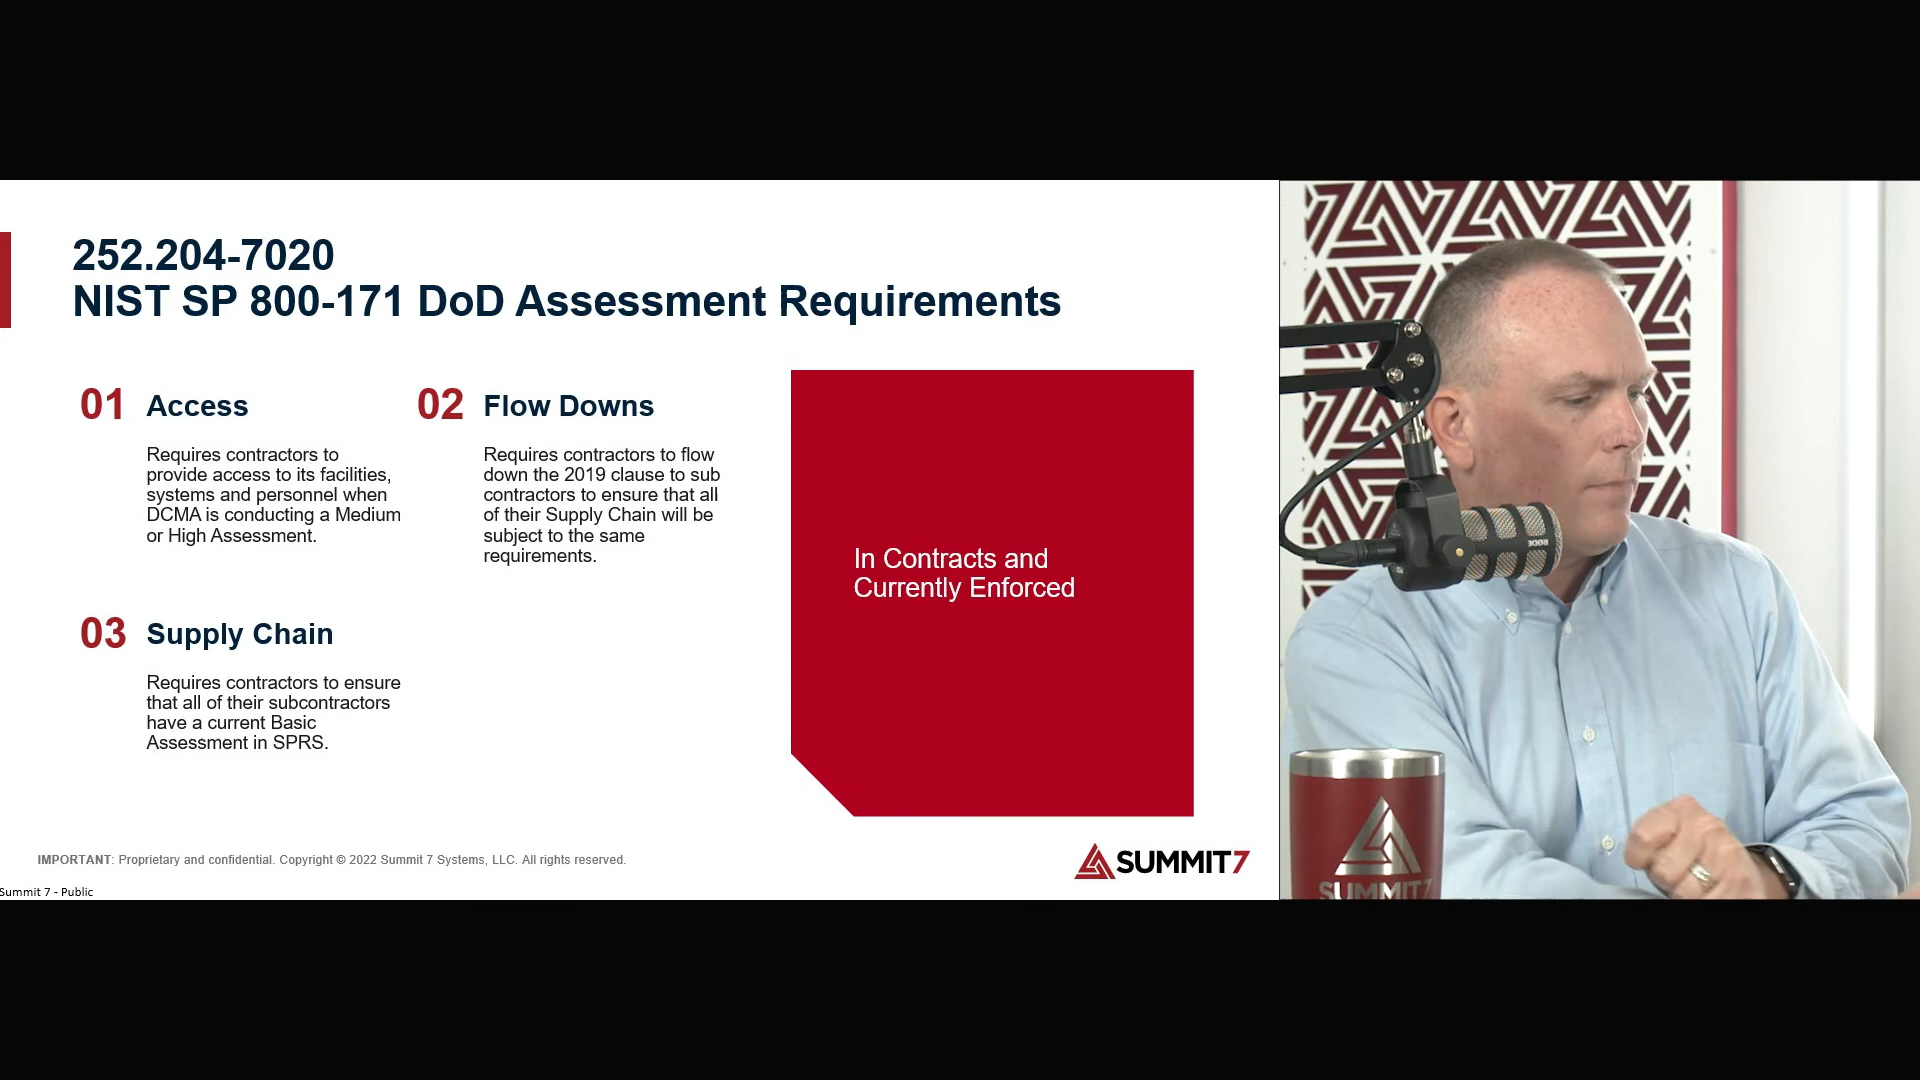 252.204-7020
NIST SP 800-171 DoD Assessment Requirements
01 Access
Requires contractors to
provide access to its facilities,
systems and personnel when
DCMA is conducting a Medium
or High Assessment.
02 Flow Downs
Requires contractors to flow
down the 2019 clause to sub
contractors to ensure that all
of their Supply Chain will be
subject to the same
requirements.
03 Supply Chain
Requires contractors to ensure
that all of their subcontractors
have a current Basic
Assessment in SPRS.
In Contracts and
Currently Enforced
IMPORTANT: Proprietary and confidential. Copyright © 2022 Summit 7 Systems, LLC. All rights reserved.
SUMMIT7
Summit 7 - Public
RODE
SUMMIT7